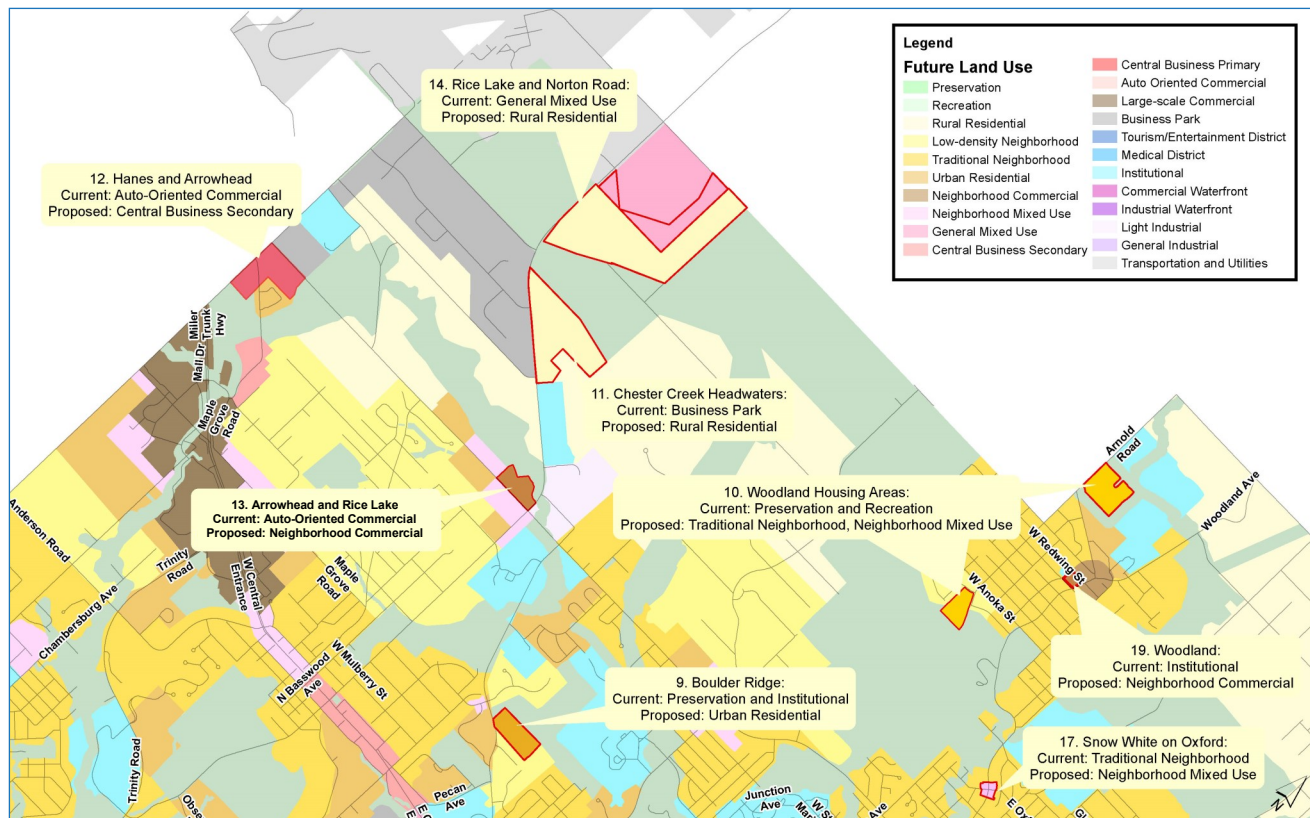 Legend
Future Land Use
Preservation
Recreation
Rural Residential
Low-density Neighborhood
Traditional Neighborhood
Urban Residential
Neighborhood Commercial
Neighborhood Mixed Use
General Mixed Use
Central Business Secondary
Central Business Primary
Auto Oriented Commercial
Large-scale Commercial
Business Park
Tourism/Entertainment District
Medical District
Institutional
Commercial Waterfront
Industrial Waterfront
Light Industrial
General Industrial
Transportation and Utilities
14. Rice Lake and Norton Road:
Current: General Mixed Use
Proposed: Rural Residential
12. Hanes and Arrowhead
Current: Auto-Oriented Commercial
Proposed: Central Business Secondary
11. Chester Creek Headwaters:
Current: Business Park
Proposed: Rural Residential
13. Arrowhead and Rice Lake
Current: Auto-Oriented Commercial
Proposed: Neighborhood Commercial
10. Woodland Housing Areas:
Current: Preservation and Recreation
Proposed: Traditional Neighborhood, Neighborhood Mixed Use
9. Boulder Ridge:
Current: Preservation and Institutional
Proposed: Urban Residential
19. Woodland:
Current: Institutional
Proposed: Neighborhood Commercial
17. Snow White on Oxford:
Current: Traditional Neighborhood
Proposed: Neighborhood Mixed Use
Miller
Trunk
Hwy
Mall Dr
Maple
Grove
Road
Anderson Road
Chambersburg Ave
Trinity
Road
W Central
Entrance
Maple
Grove
Road
N Basswood
Ave
W Mulberry St
Trinity Road
Pecan
Ave
Junction
Ave
Ave
W Anoka St
W Redwing St
Arnold
Road
Woodland Ave
N